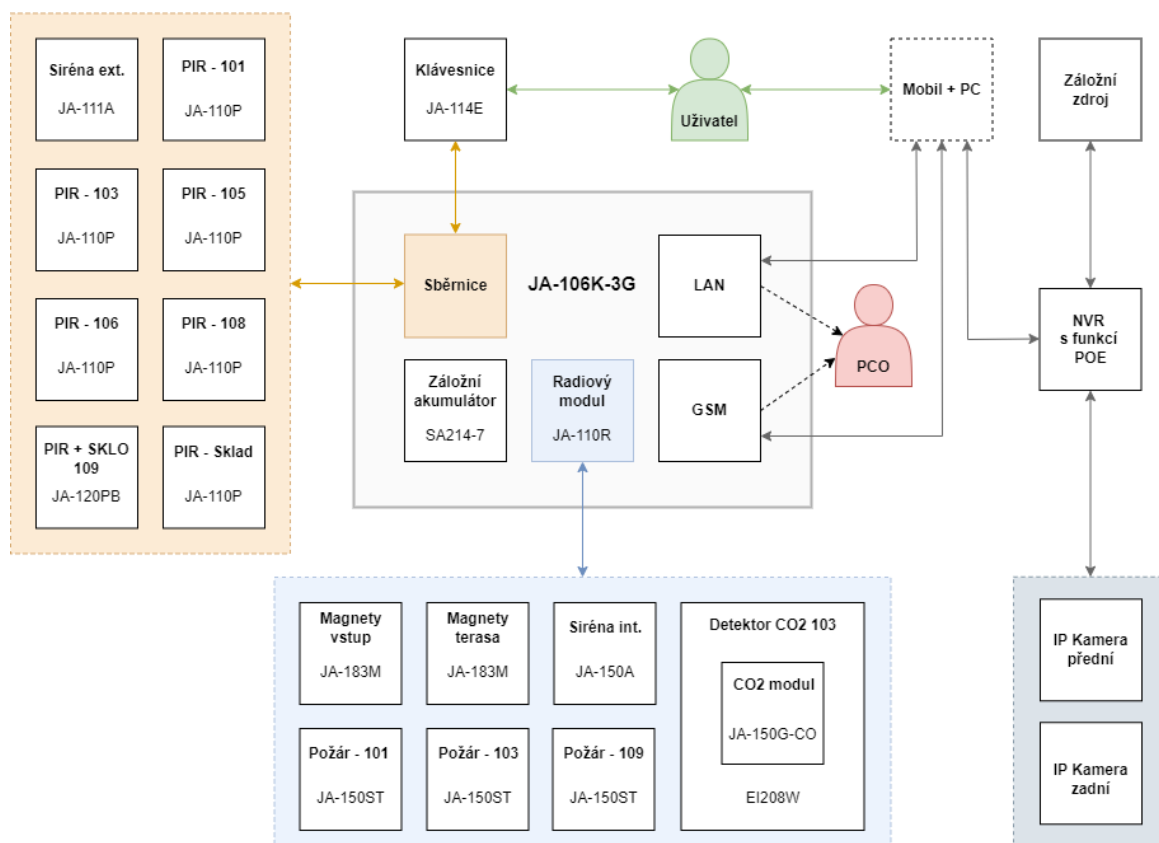 Siréna ext.
JA-111A
PIR - 101
JA-110P
PIR - 103
JA-110P
PIR - 105
JA-110P
PIR - 106
JA-110P
PIR - 108
JA-110P
PIR + SKLO
109
JA-120PB
PIR - Sklad
JA-110P
Klávesnice
JA-114E
Uživatel
Mobil + PC
Záložní
zdroj
Sběrnice
JA-106K-3G
LAN
Záložní
akumulátor
SA214-7
Radiový
modul
JA-110R
GSM
PCO
NVR
s funkcí
POE
Magnety
vstup
JA-183M
Magnety
terasa
JA-183M
Siréna int.
JA-150A
Detektor CO2 103
CO2 modul
JA-150G-CO
EI208W
Požár - 101
JA-150ST
Požár - 103
JA-150ST
Požár - 109
JA-150ST
IP Kamera
přední
IP Kamera
zadní